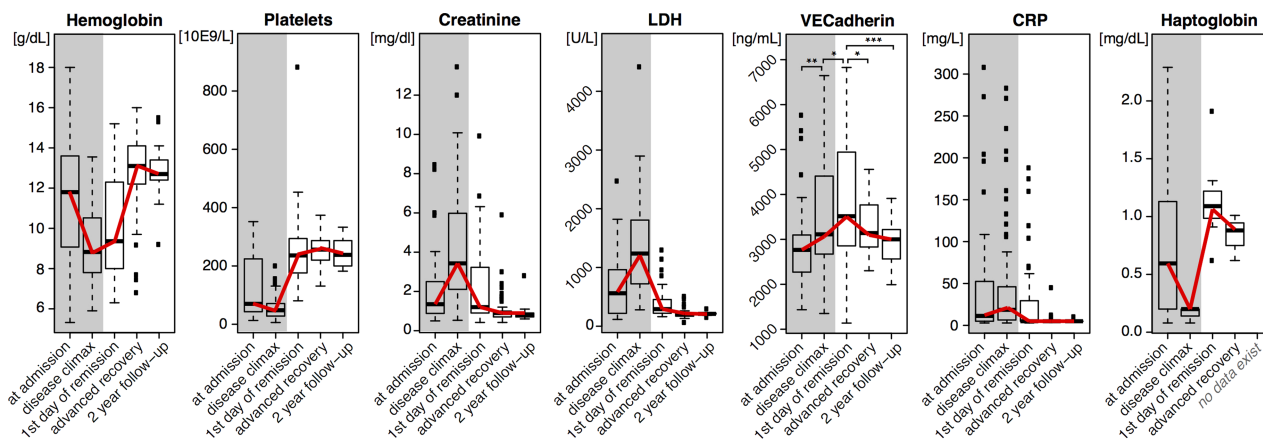 Hemoglobin
[g/dL]
18
16
14
12
10
8
6
at admission
disease climax
1st day of remission
advanced recovery
2 year follow-up
Platelets
[10E9/L]
800
600
400
200
0
at admission
disease climax
1st day of remission
advanced recovery
2 year follow-up
Creatinine
[mg/dl]
12
10
8
6
4
2
0
at admission
disease climax
1st day of remission
advanced recovery
2 year follow-up
LDH
[U/L]
4000
3000
2000
1000
0
at admission
disease climax
1st day of remission
advanced recovery
2 year follow-up
VECadherin
[ng/mL]
***
** * *
7000
6000
5000
4000
3000
2000
1000
at admission
disease climax
1st day of remission
advanced recovery
2 year follow-up
CRP
[mg/L]
300
250
200
150
100
50
0
at admission
disease climax
1st day of remission
advanced recovery
2 year follow-up
Haptoglobin
[mg/dL]
2.0
1.5
1.0
0.5
0.0
at admission
disease climax
1st day of remission
advanced recovery
no data exist